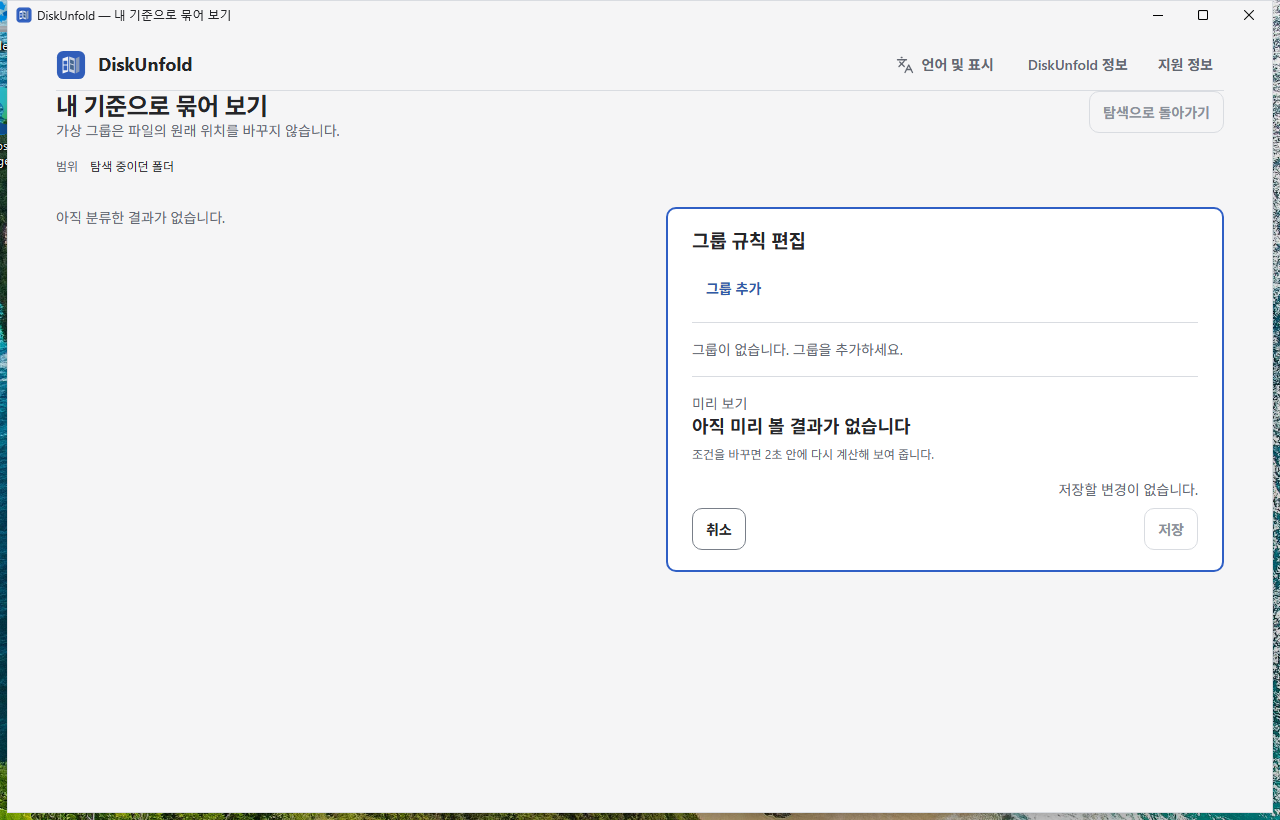 DiskUnfold — 내 기준으로 묶어 보기
DiskUnfold
언어 및 표시
DiskUnfold 정보
지원 정보
내 기준으로 묶어 보기
탐색으로 돌아가기
가상 그룹은 파일의 원래 위치를 바꾸지 않습니다.
범위 탐색 중이던 폴더
아직 분류한 결과가 없습니다.
그룹 규칙 편집
그룹 추가
그룹이 없습니다. 그룹을 추가하세요.
미리 보기
아직 미리 볼 결과가 없습니다
조건을 바꾸면 2초 안에 다시 계산해 보여 줍니다.
저장할 변경이 없습니다.
취소
저장